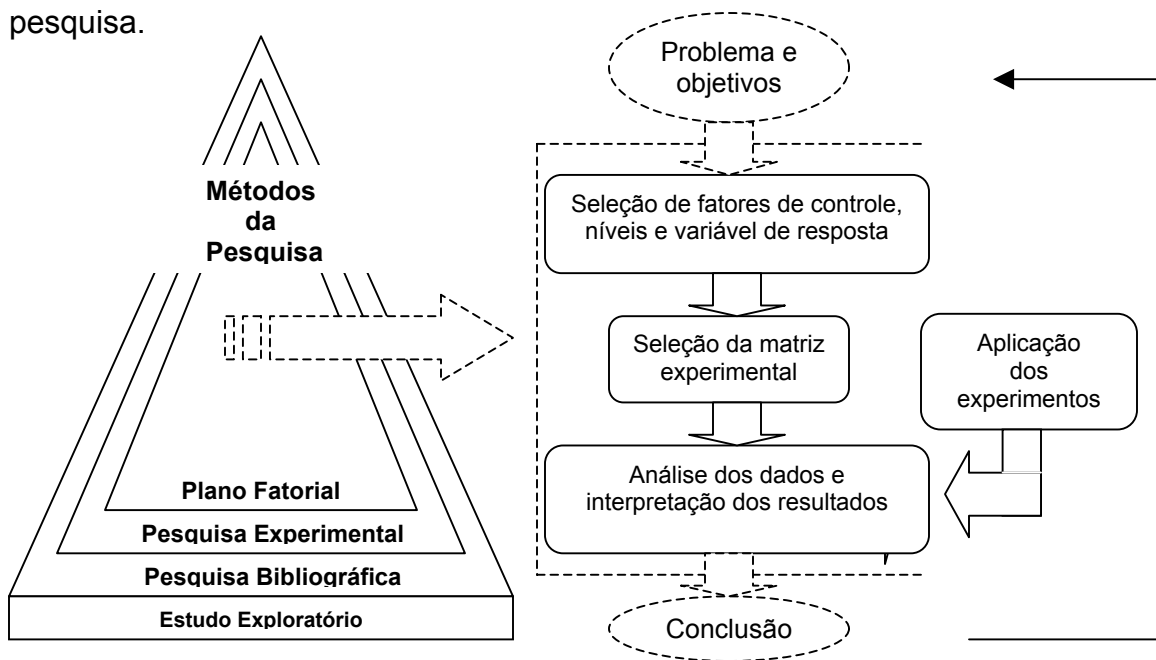 pesquisa.
Métodos
da
Pesquisa
Plano Fatorial
Pesquisa Experimental
Pesquisa Bibliográfica
Estudo Exploratório
Problema e
objetivos
Seleção de fatores de controle,
níveis e variável de resposta
Seleção da matriz
experimental
Aplicação
dos
experimentos
Análise dos dados e
interpretação dos resultados
Conclusão